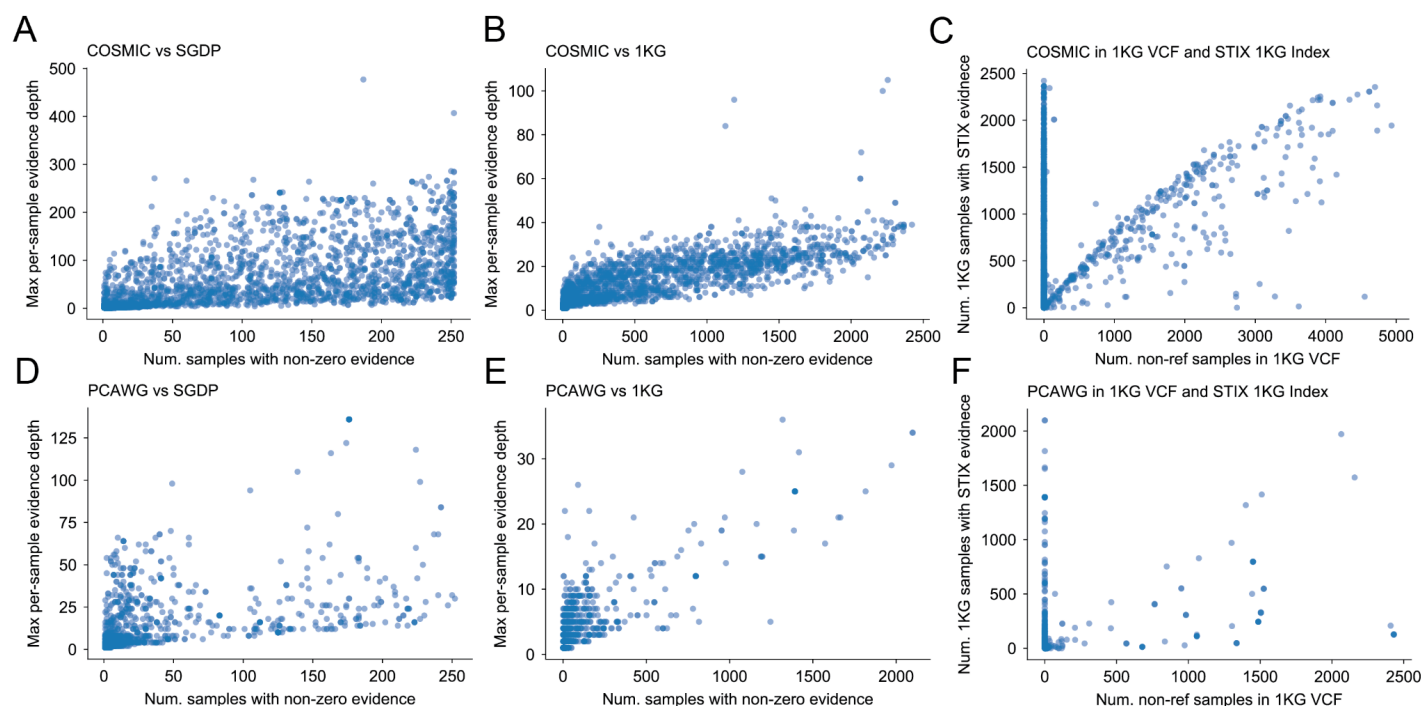 A
COSMIC vs SGDP
Max per-sample evidence depth
500
400
300
200
100
0
0 50 100 150 200 250
Num. samples with non-zero evidence
B
COSMIC vs 1KG
Max per-sample evidence depth
100
80
60
40
20
0
0 500 1000 1500 2000 2500
Num. samples with non-zero evidence
C
COSMIC in 1KG VCF and STIX 1KG Index
Num. 1KG samples with STIX evidnece
2500
2000
1500
1000
500
0
0 1000 2000 3000 4000 5000
Num. non-ref samples in 1KG VCF
D
PCAWG vs SGDP
Max per-sample evidence depth
125
100
75
50
25
0
0 50 100 150 200 250
Num. samples with non-zero evidence
E
PCAWG vs 1KG
Max per-sample evidence depth
30
20
10
0
0 500 1000 1500 2000
Num. samples with non-zero evidence
F
PCAWG in 1KG VCF and STIX 1KG Index
Num. 1KG samples with STIX evidnece
2000
1500
1000
500
0
0 500 1000 1500 2000 2500
Num. non-ref samples in 1KG VCF